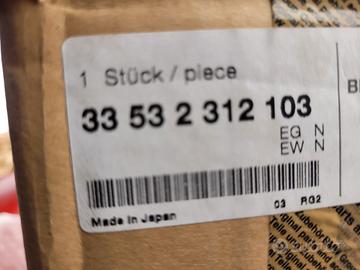 1 Stück / piece
33 53 2 312 103
EG N
EW N
03 RG2
Made in Japan